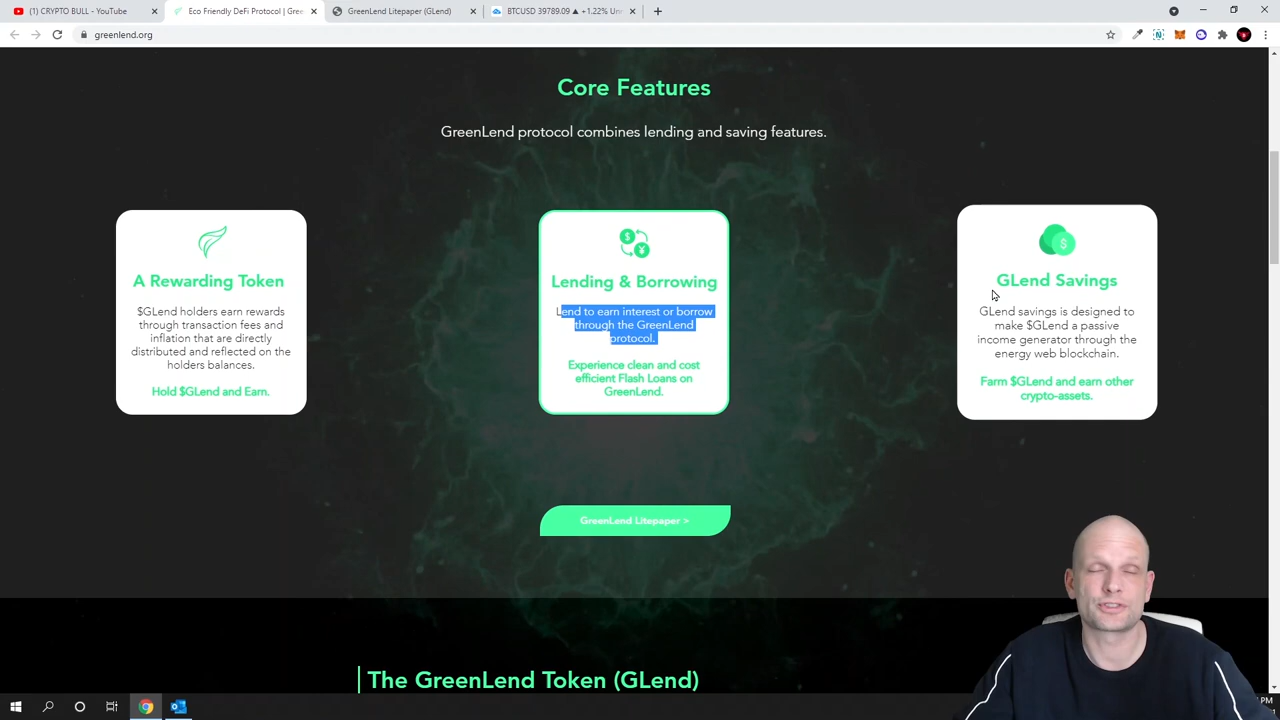 (1) CRYPTO BULL - YouTube
Eco Friendly DeFi Protocol | Gree
GreenLend Litepaper (GLend)
BTCUSD 39789.09 ▲ +1.22% Un
greenlend.org
Core Features
GreenLend protocol combines lending and saving features.
A Rewarding Token
$GLend holders earn rewards
through transaction fees and
inflation that are directly
distributed and reflected on the
holders balances.
Hold $GLend and Earn.
Lending & Borrowing
Lend to earn interest or borrow
through the GreenLend
protocol.
Experience clean and cost
efficient Flash Loans on
GreenLend.
GLend Savings
GLend savings is designed to
make $GLend a passive
income generator through the
energy web blockchain.
Farm $GLend and earn other
crypto-assets.
GreenLend Litepaper >
The GreenLend Token (GLend)
PM